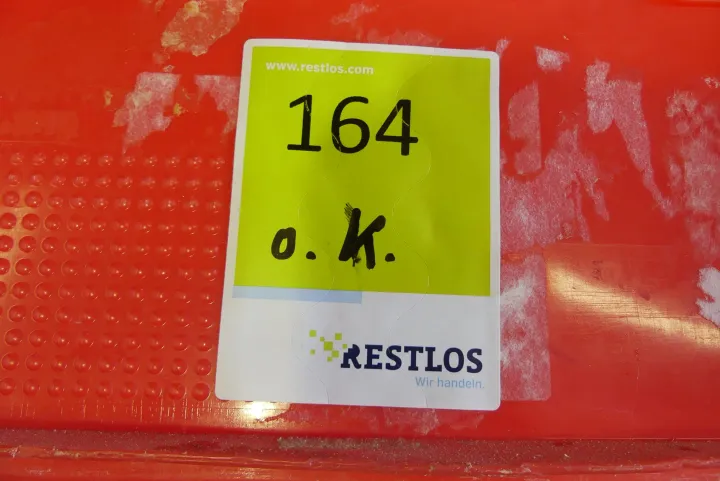 www.restlos.com
164
o. K.
RESTLOS
Wir handeln.